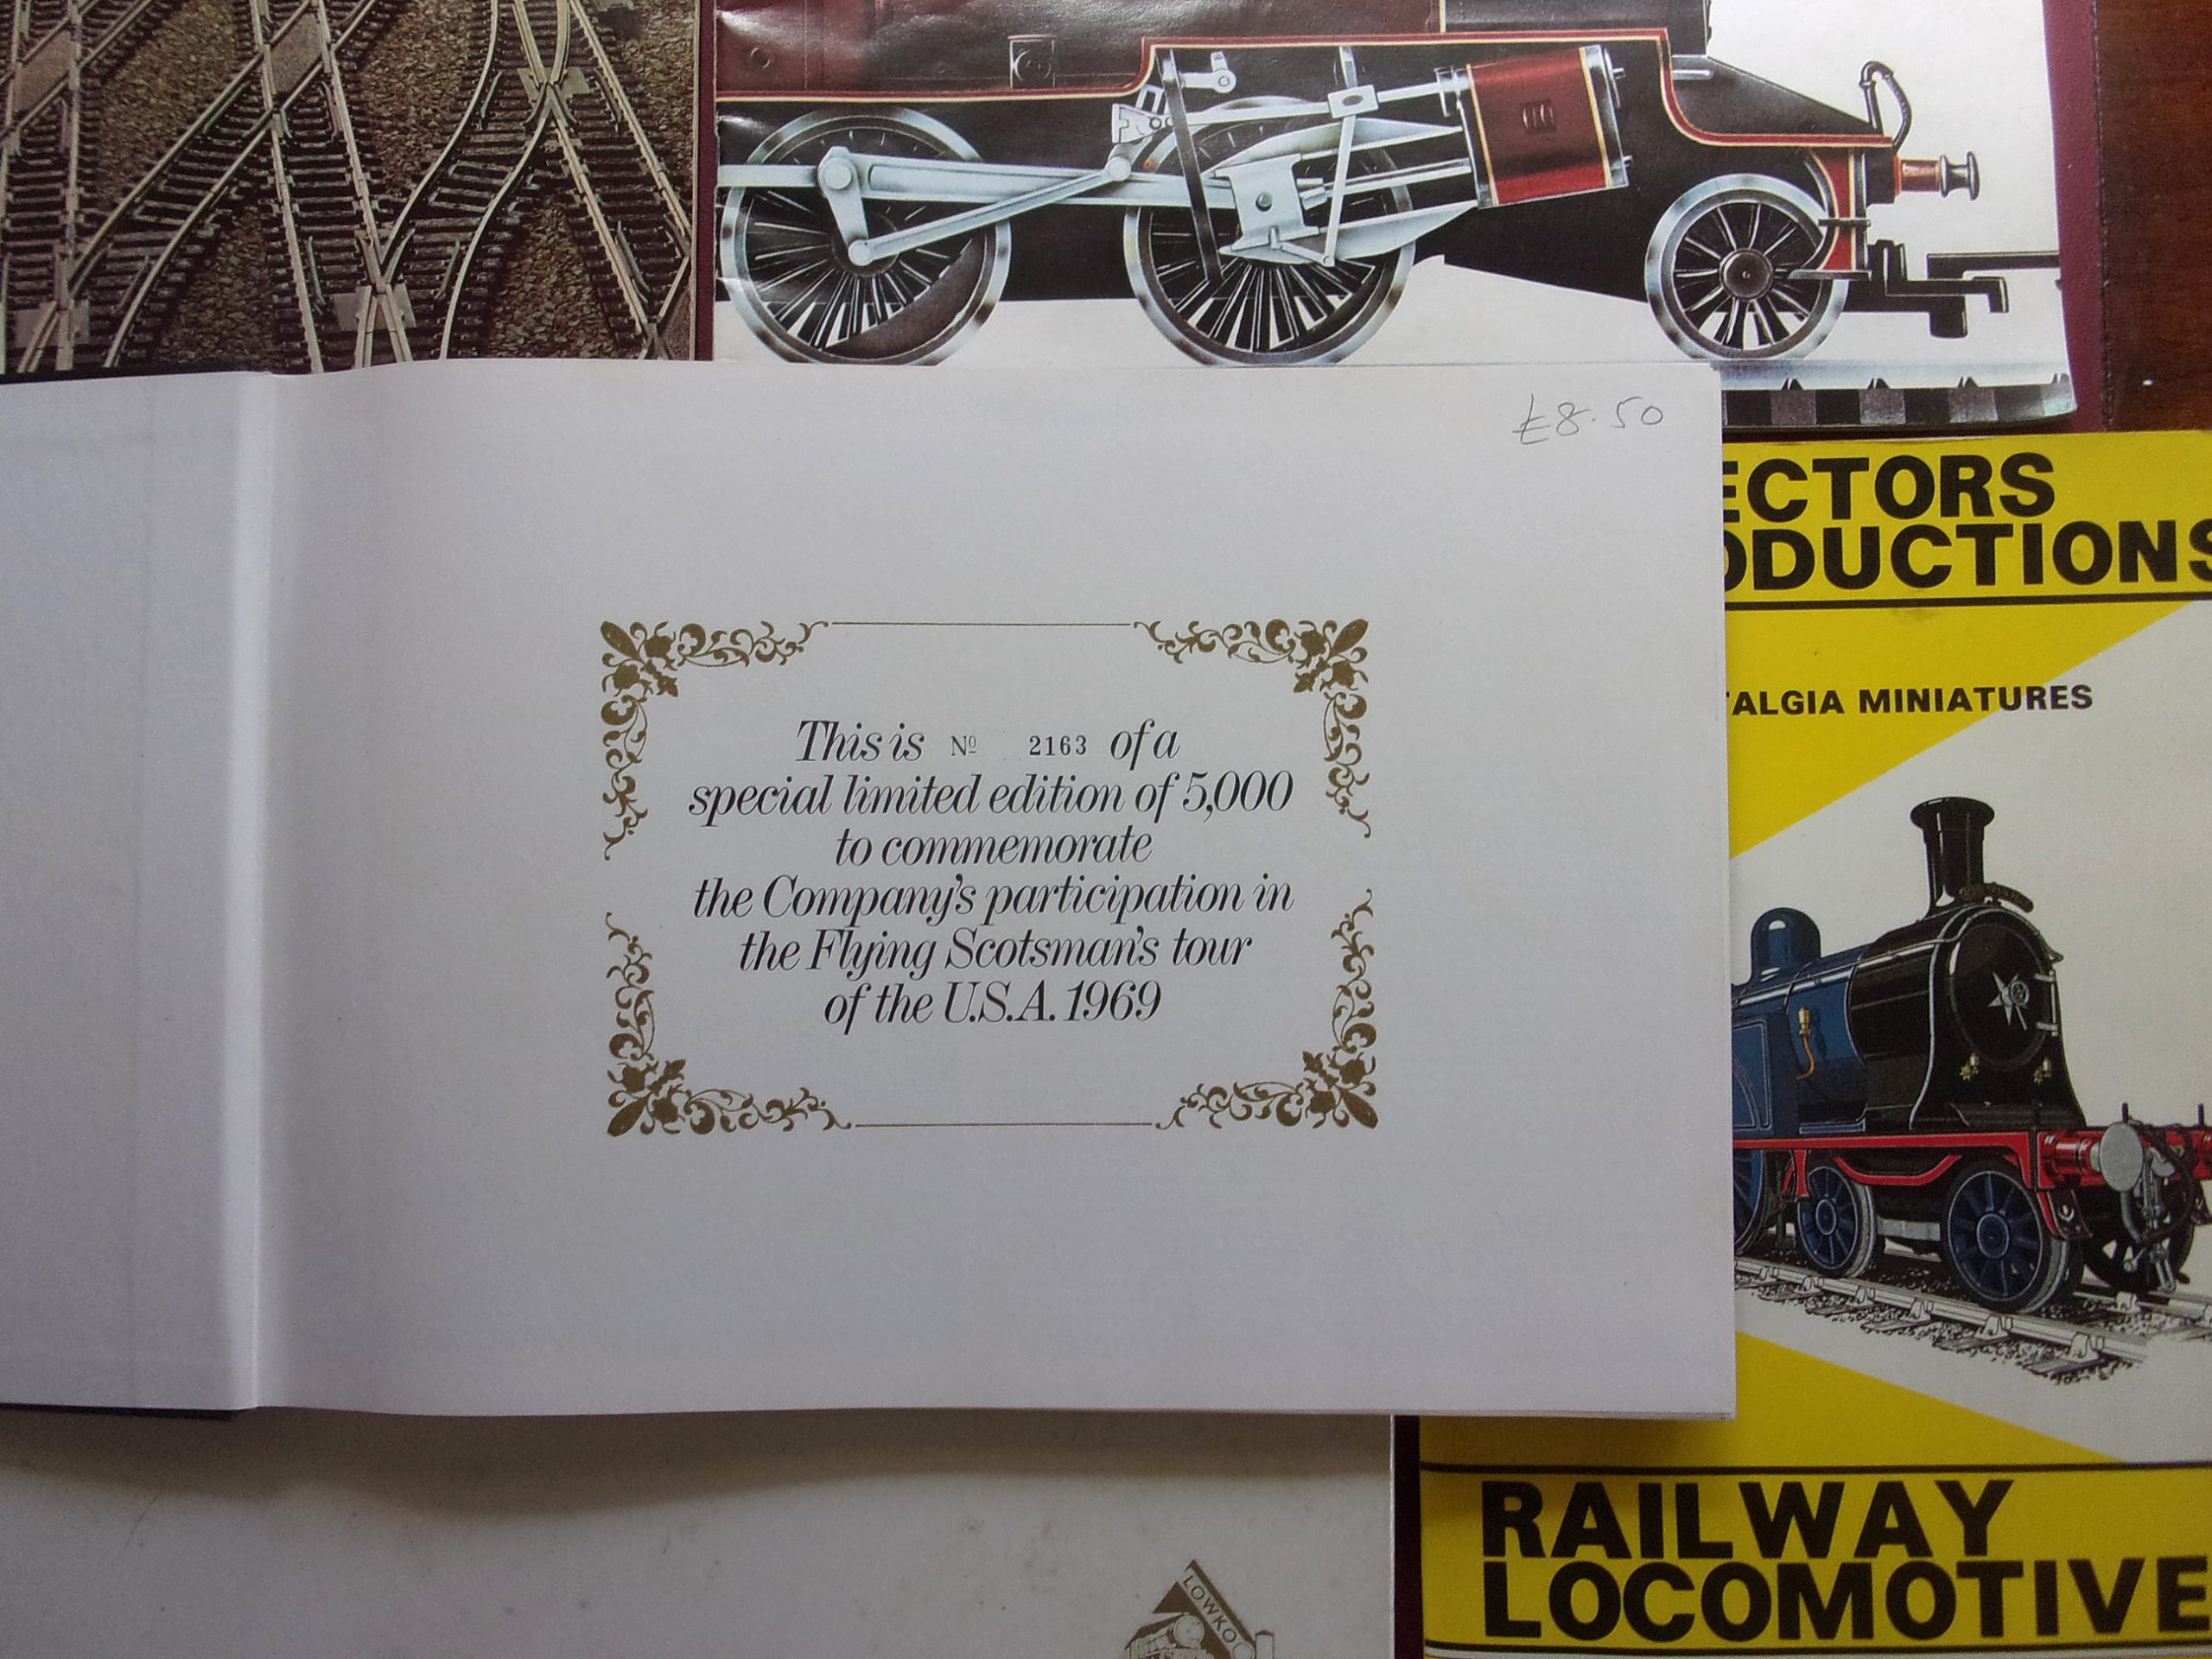 £8.50
This is Nº 2163 of a
special limited edition of 5,000
to commemorate
the Company's participation in
the Flying Scotsman's tour
of the U.S.A. 1969
ECTORS
ODUCTIONS
ALGIA MINIATURES
RAILWAY
LOCOMOTIVE
LOWKO